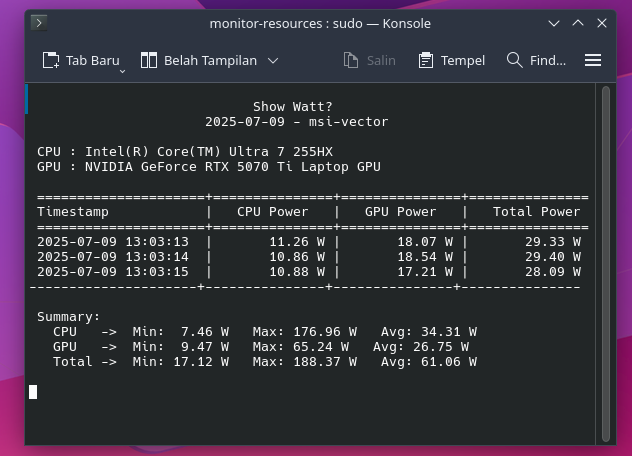 monitor-resources : sudo — Konsole
Tab Baru Belah Tampilan Salin Tempel Find...
Show Watt?
2025-07-09 - msi-vector
CPU : Intel(R) Core(TM) Ultra 7 255HX
GPU : NVIDIA GeForce RTX 5070 Ti Laptop GPU
=====================+===============+===============+===============
Timestamp            |   CPU Power   |   GPU Power   |   Total Power
=====================+===============+===============+===============
2025-07-09 13:03:13  |       11.26 W |       18.07 W |       29.33 W
2025-07-09 13:03:14  |       10.86 W |       18.54 W |       29.40 W
2025-07-09 13:03:15  |       10.88 W |       17.21 W |       28.09 W
---------------------+---------------+---------------+---------------
Summary:
CPU   ->  Min:  7.46 W   Max: 176.96 W   Avg: 34.31 W
GPU   ->  Min:  9.47 W   Max: 65.24 W   Avg: 26.75 W
Total ->  Min: 17.12 W   Max: 188.37 W   Avg: 61.06 W